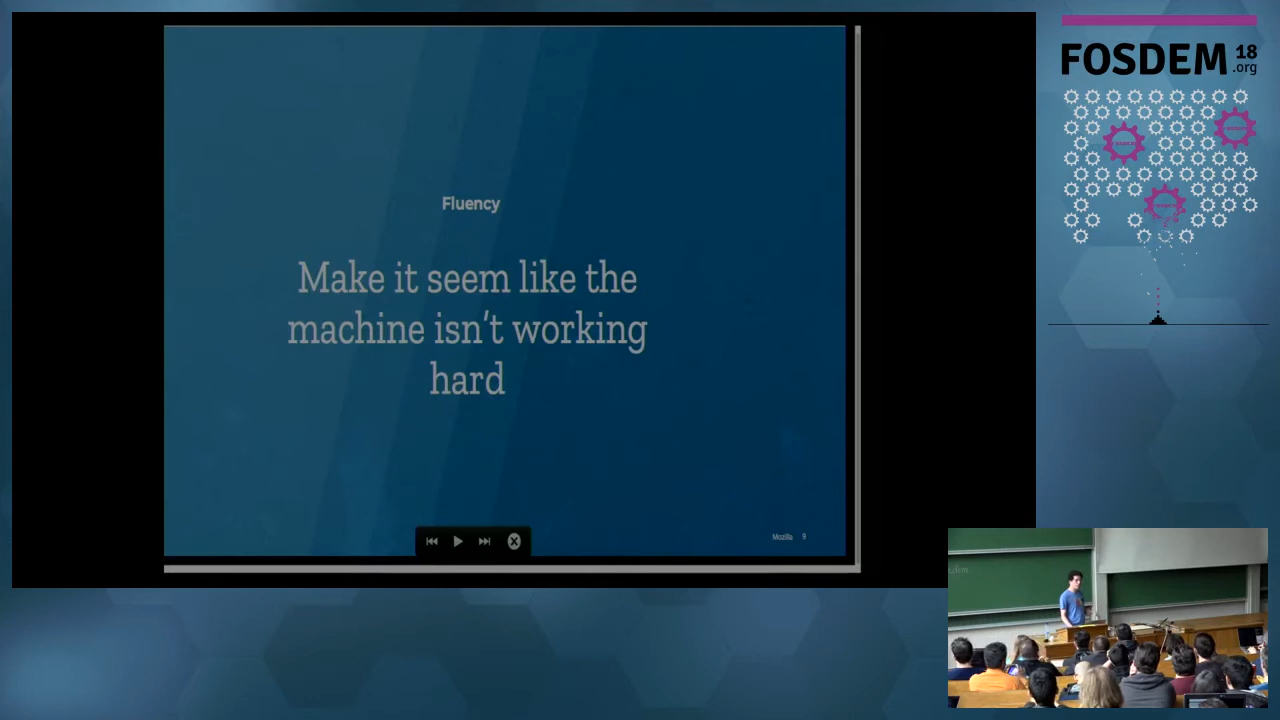 Fluency
Make it seem like the
machine isn't working
hard
Mozilla 9
FOSDEM 18
.org